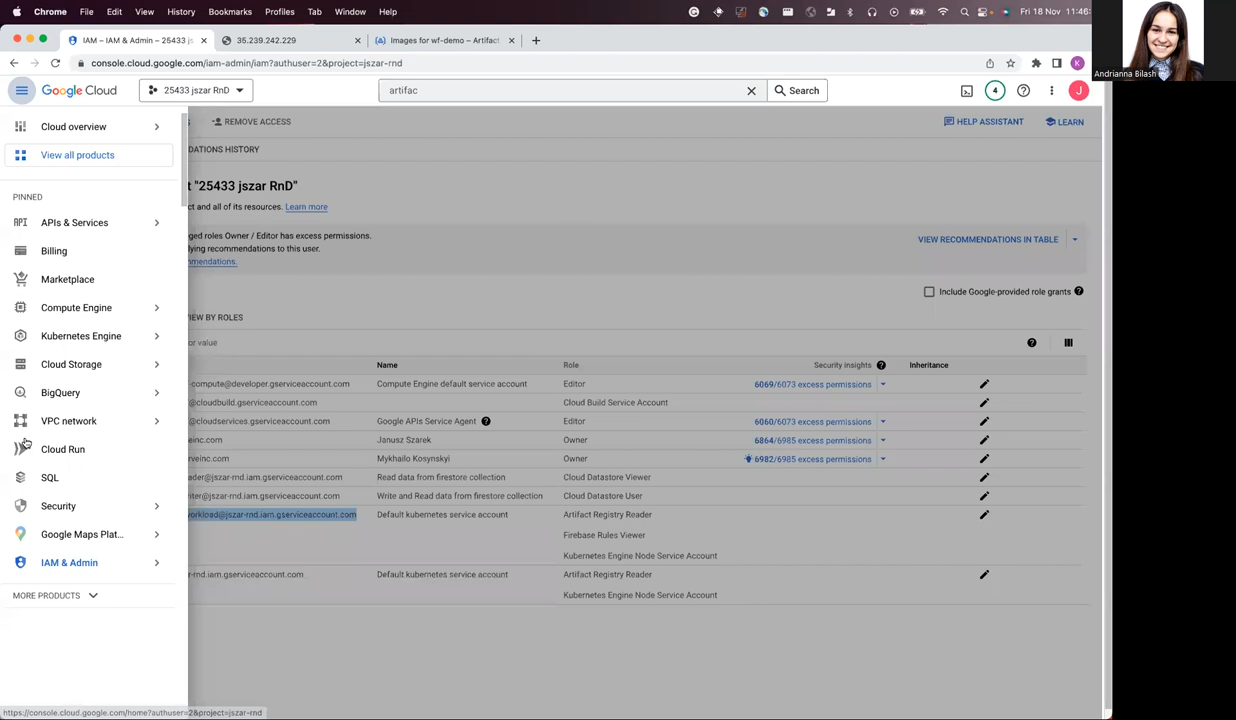 Chrome File Edit View History Bookmarks Profiles Tab Window Help Fri 18 Nov 11:46
IAM – IAM & Admin – 25433 js 35.239.242.229 Images for wf-demo – Artifact
console.cloud.google.com/iam-admin/iam?authuser=2&project=jszar-rnd
Andrianna Bilash
Google Cloud 25433 jszar RnD artifac Search 4 J
REMOVE ACCESS HELP ASSISTANT LEARN
Cloud overview
View all products
PINNED
APIs & Services
Billing
Marketplace
Compute Engine
Kubernetes Engine
Cloud Storage
BigQuery
VPC network
Cloud Run
SQL
Security
Google Maps Plat...
IAM & Admin
MORE PRODUCTS
DATIONS HISTORY
t "25433 jszar RnD"
ct and all of its resources. Learn more
ged roles Owner / Editor has excess permissions.
lying recommendations to this user.
mmendations.
VIEW RECOMMENDATIONS IN TABLE
Include Google-provided role grants
IEW BY ROLES
or value
Name Role Security insights Inheritance
-compute@developer.gserviceaccount.com Compute Engine default service account Editor 6069/6073 excess permissions
@cloudbuild.gserviceaccount.com Cloud Build Service Account
@cloudservices.gserviceaccount.com Google APIs Service Agent Editor 6060/6073 excess permissions
einc.com Janusz Szarek Owner 6864/6985 excess permissions
rveinc.com Mykhailo Kosynskyi Owner 6982/6985 excess permissions
ader@jszar-rnd.iam.gserviceaccount.com Read data from firestore collection Cloud Datastore Viewer
nter@jszar-rnd.iam.gserviceaccount.com Write and Read data from firestore collection Cloud Datastore User
workload@jszar-rnd.iam.gserviceaccount.com Default kubernetes service account Artifact Registry Reader
Firebase Rules Viewer
Kubernetes Engine Node Service Account
r-rnd.iam.gserviceaccount.com Default kubernetes service account Artifact Registry Reader
Kubernetes Engine Node Service Account
https://console.cloud.google.com/home?authuser=2&project=jszar-rnd